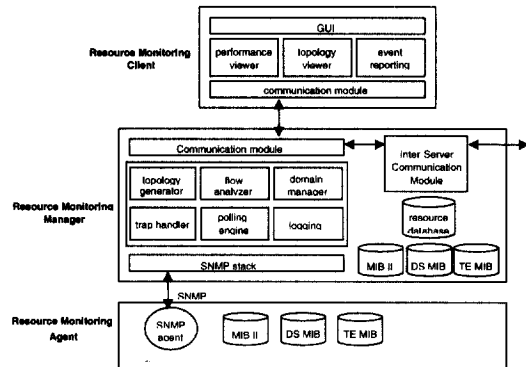 GUI
performance
viewer
topology
viewer
event
reporting
Resource Monitoring
Client
communication module
Communication module
Inter Server
Communication
Module
topology
generator
flow
analyzer
domain
manager
Resource Monitoring
Manager
trap handler
polling
engine
logging
resource
database
SNMP stack
MIB II
DS MIB
TE MIB
SNMP
Resource Monitoring
Agent
SNMP
agent
MIB II
DS MIB
TE MIB